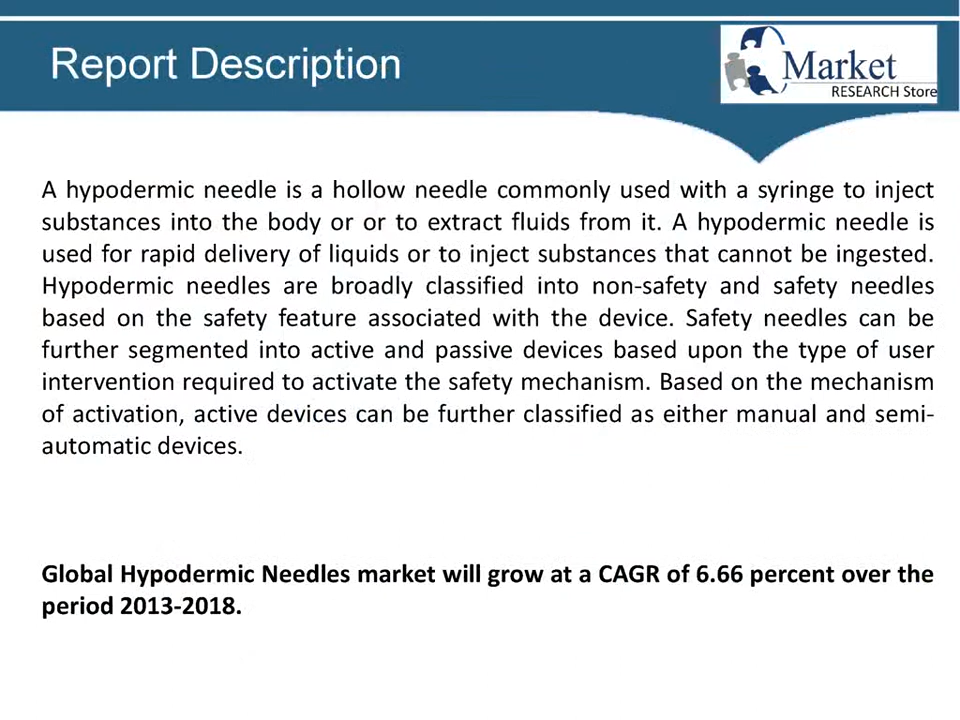 Report Description
Market
RESEARCH Store
A hypodermic needle is a hollow needle commonly used with a syringe to inject
substances into the body or or to extract fluids from it. A hypodermic needle is
used for rapid delivery of liquids or to inject substances that cannot be ingested.
Hypodermic needles are broadly classified into non-safety and safety needles
based on the safety feature associated with the device. Safety needles can be
further segmented into active and passive devices based upon the type of user
intervention required to activate the safety mechanism. Based on the mechanism
of activation, active devices can be further classified as either manual and semi-
automatic devices.
Global Hypodermic Needles market will grow at a CAGR of 6.66 percent over the
period 2013-2018.